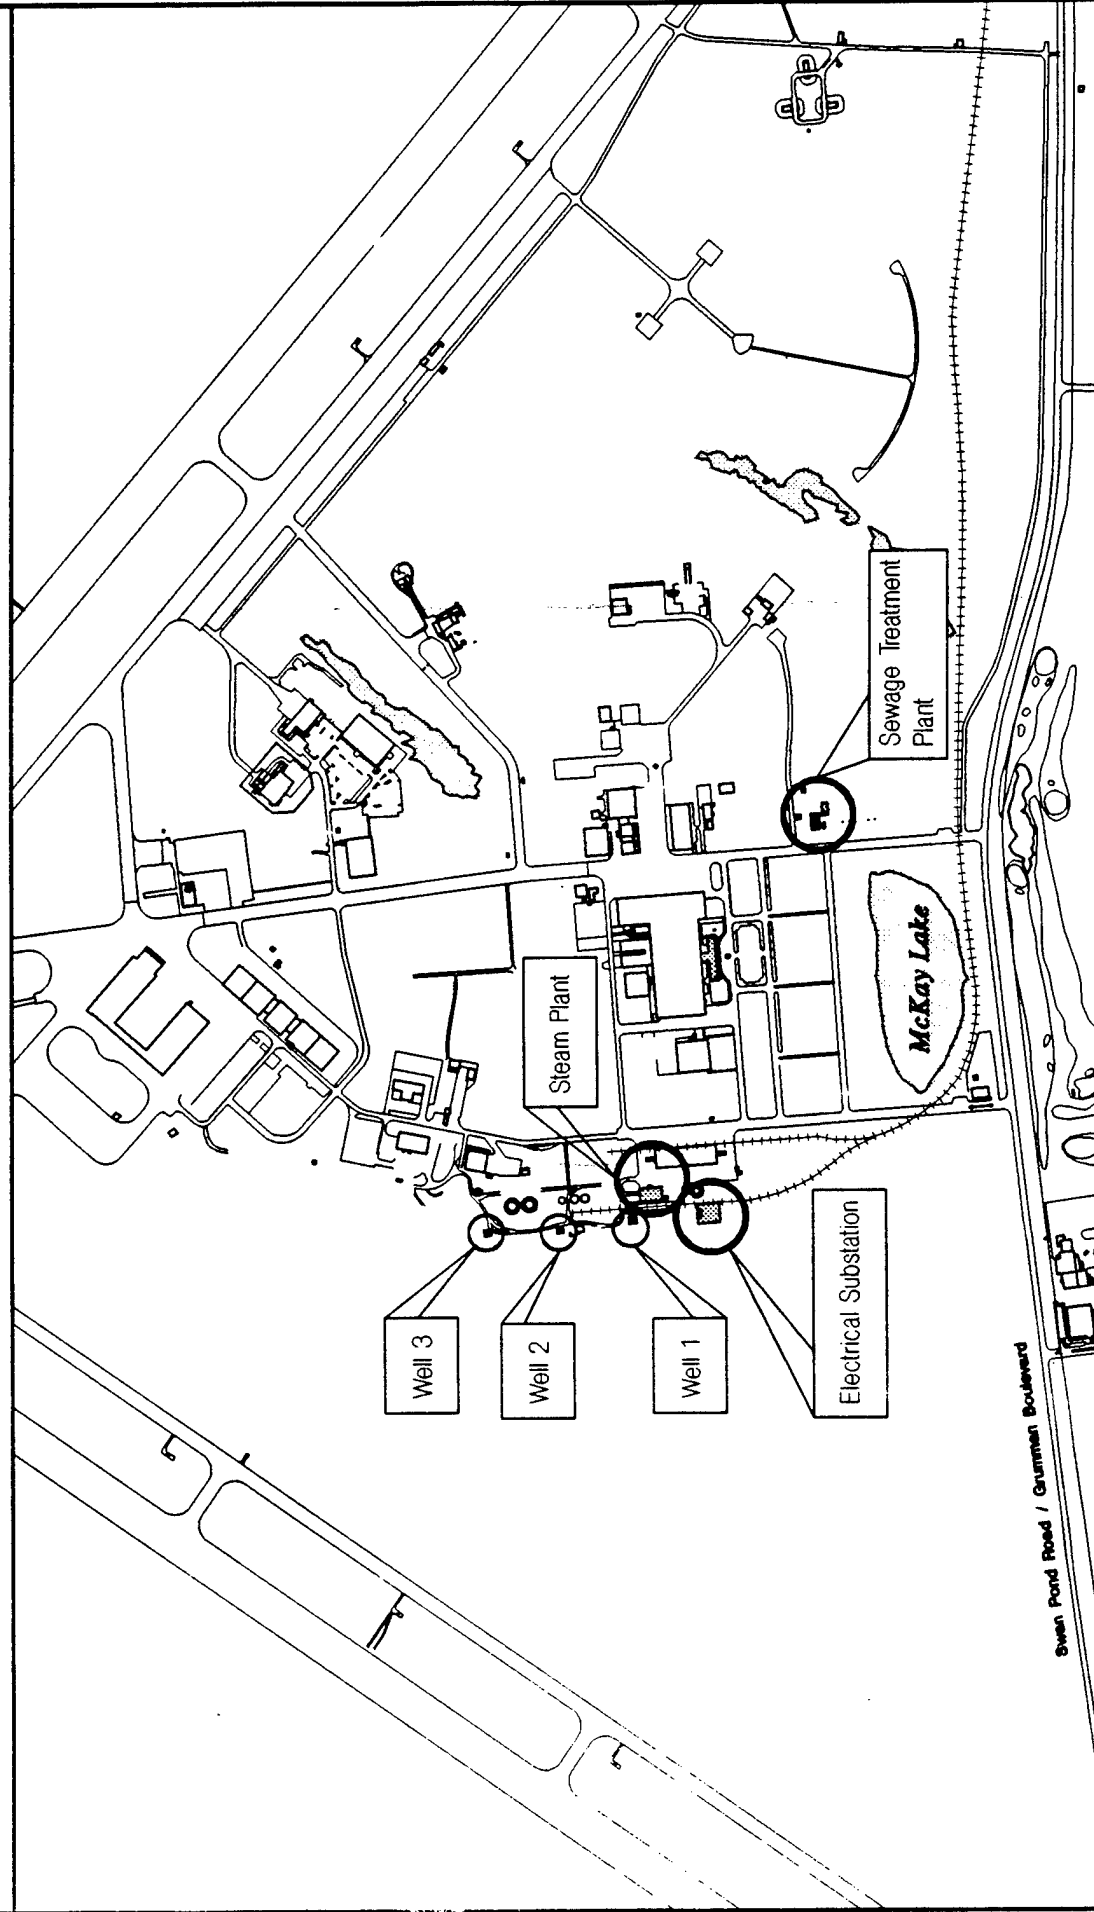 Well 3
Well 2
Well 1
Electrical Substation
Steam Plant
Sewage Treatment
Plant
McKay Lake
Swan Pond Road / Grumman Boulevard